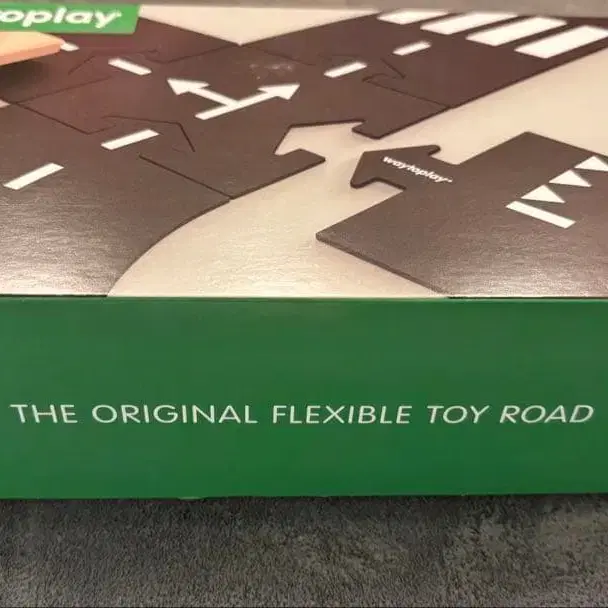 oplay
waytoplay
THE ORIGINAL FLEXIBLE TOY ROAD